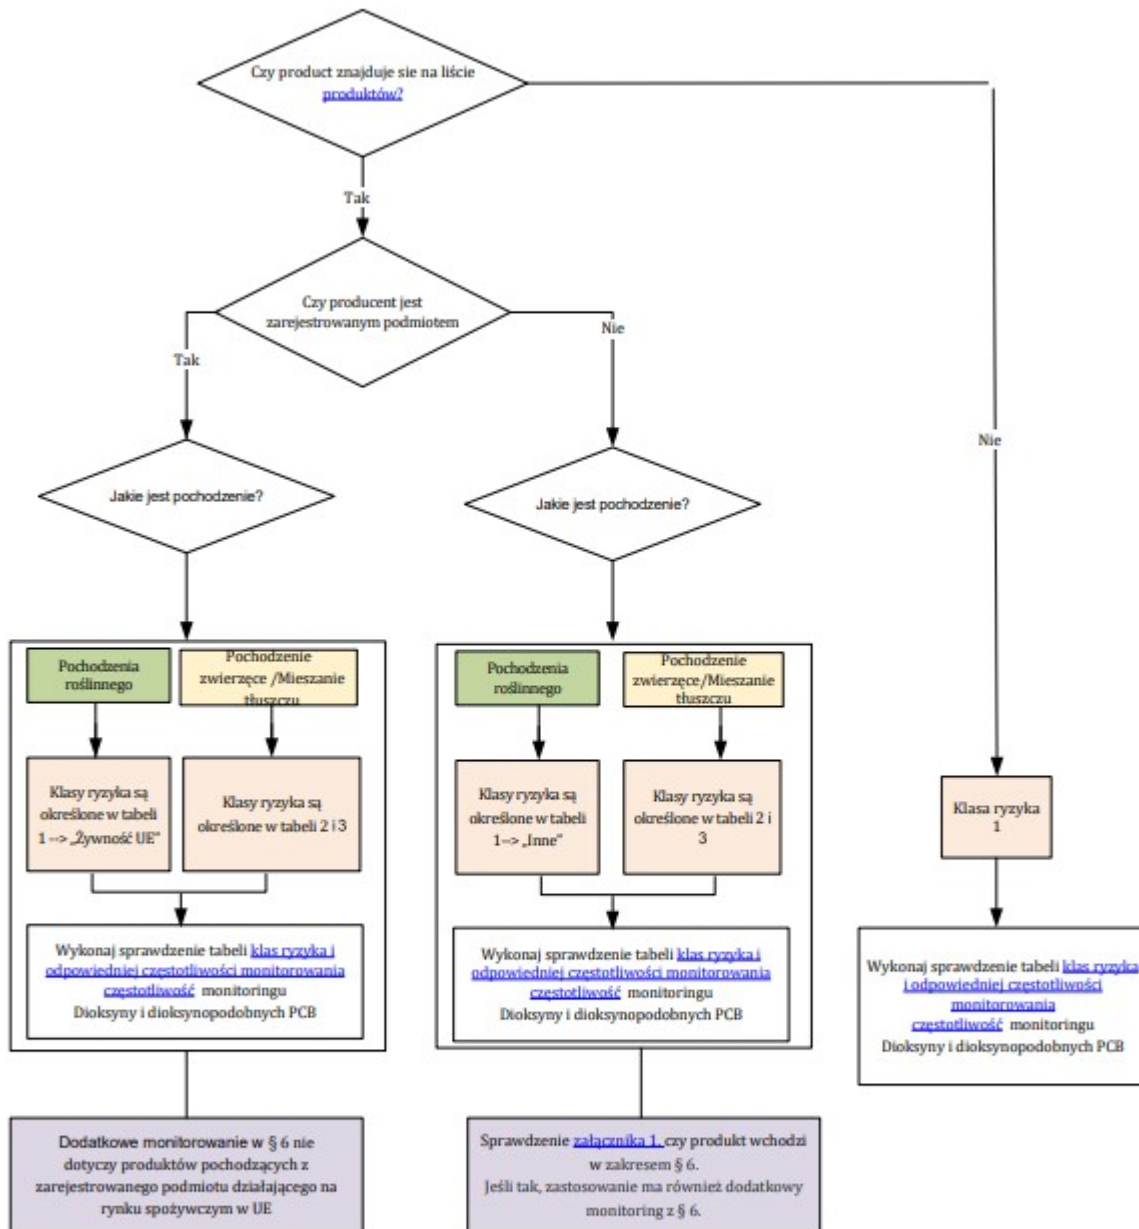 Czy product znajduje sie na liście
produktów?
Tak
Nie
Czy producent jest
zarejestrowanym podmiotem
Tak
Nie
Jakie jest pochodzenie?
Jakie jest pochodzenie?
Pochodzenia
roślinnego
Pochodzenie
zwierzęce /Mieszanie
tłuszczu
Klasy ryzyka są
określone w tabeli
1 --> „Żywność UE"
Klasy ryzyka są
określone w tabeli 2 i 3
Wykonaj sprawdzenie tabeli klas ryzyka i
odpowiedniej częstotliwości monitorowania
częstotliwość monitoringu
Dioksyny i dioksynopodobnych PCB
Dodatkowe monitorowanie w § 6 nie
dotyczy produktów pochodzących z
zarejestrowanego podmiotu działającego na
rynku spożywczym w UE
Pochodzenia
roślinnego
Pochodzenie
zwierzęce/Mieszanie
tłuszczu
Klasy ryzyka są
określone w tabeli
1--> „Inne"
Klasy ryzyka są
określone w tabeli 2 i
3
Wykonaj sprawdzenie tabeli klas ryzyka i
odpowiedniej częstotliwości monitorowania
częstotliwość monitoringu
Dioksyny i dioksynopodobnych PCB
Sprawdzenie załącznika 1. czy produkt wchodzi
w zakresem § 6.
Jeśli tak, zastosowanie ma również dodatkowy
monitoring z § 6.
Klasa ryzyka
1
Wykonaj sprawdzenie tabeli klas ryzyka
i odpowiedniej częstotliwości
monitorowania
częstotliwość monitoringu
Dioksyny i dioksynopodobnych PCB